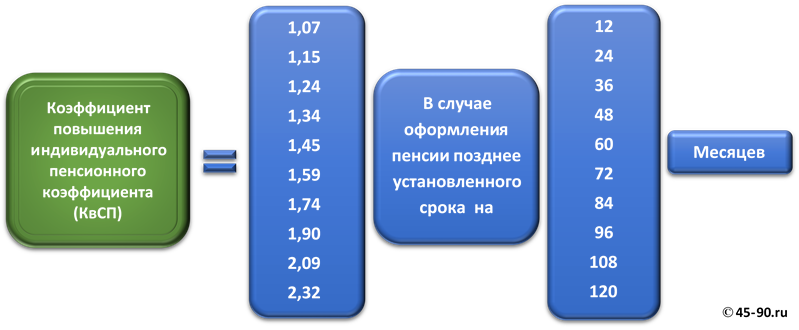 Коэффициент
повышения
индивидуального
пенсионного
коэффициента
(КвСП)
=
1,07
1,15
1,24
1,34
1,45
1,59
1,74
1,90
2,09
2,32
В случае
оформления
пенсии позднее
установленного
срока на
12
24
36
48
60
72
84
96
108
120
Месяцев
© 45-90.ru